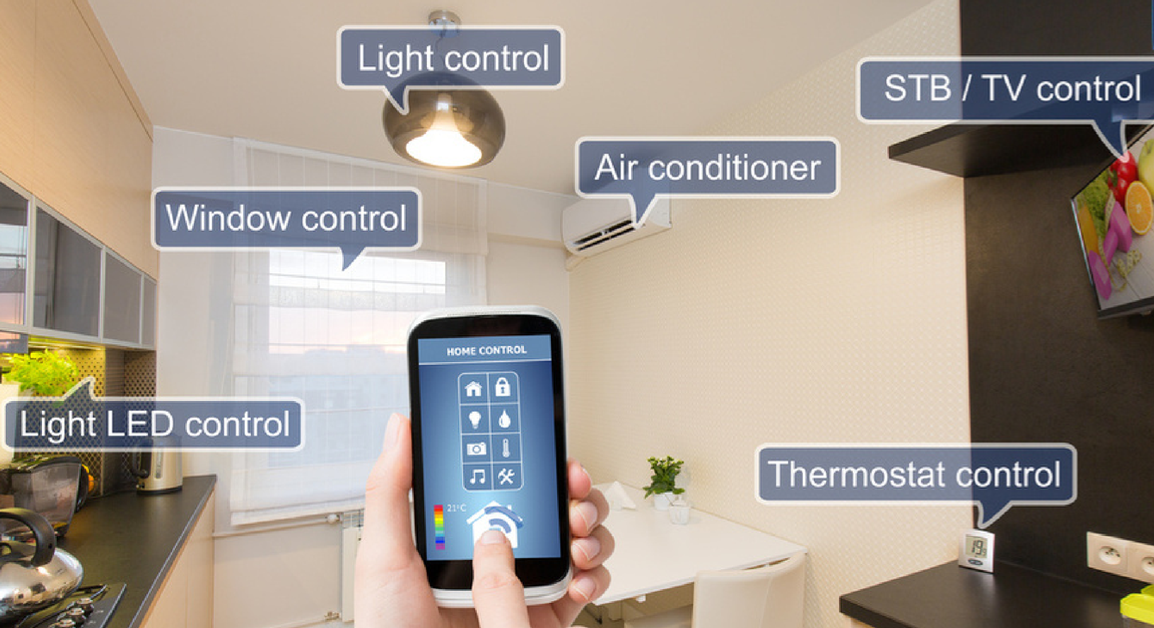 Light control
STB / TV control
Air conditioner
Window control
HOME CONTROL
Light LED control
Thermostat control
21°C
19